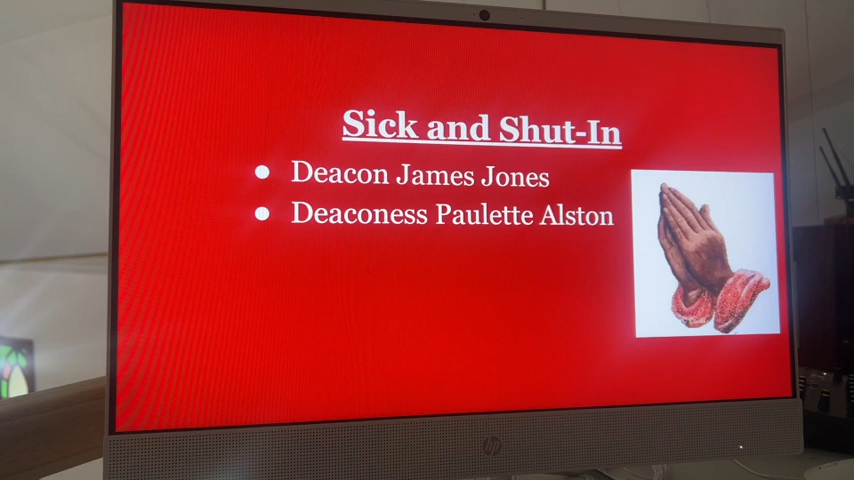 Sick and Shut-In
● Deacon James Jones
● Deaconess Paulette Alston
hp